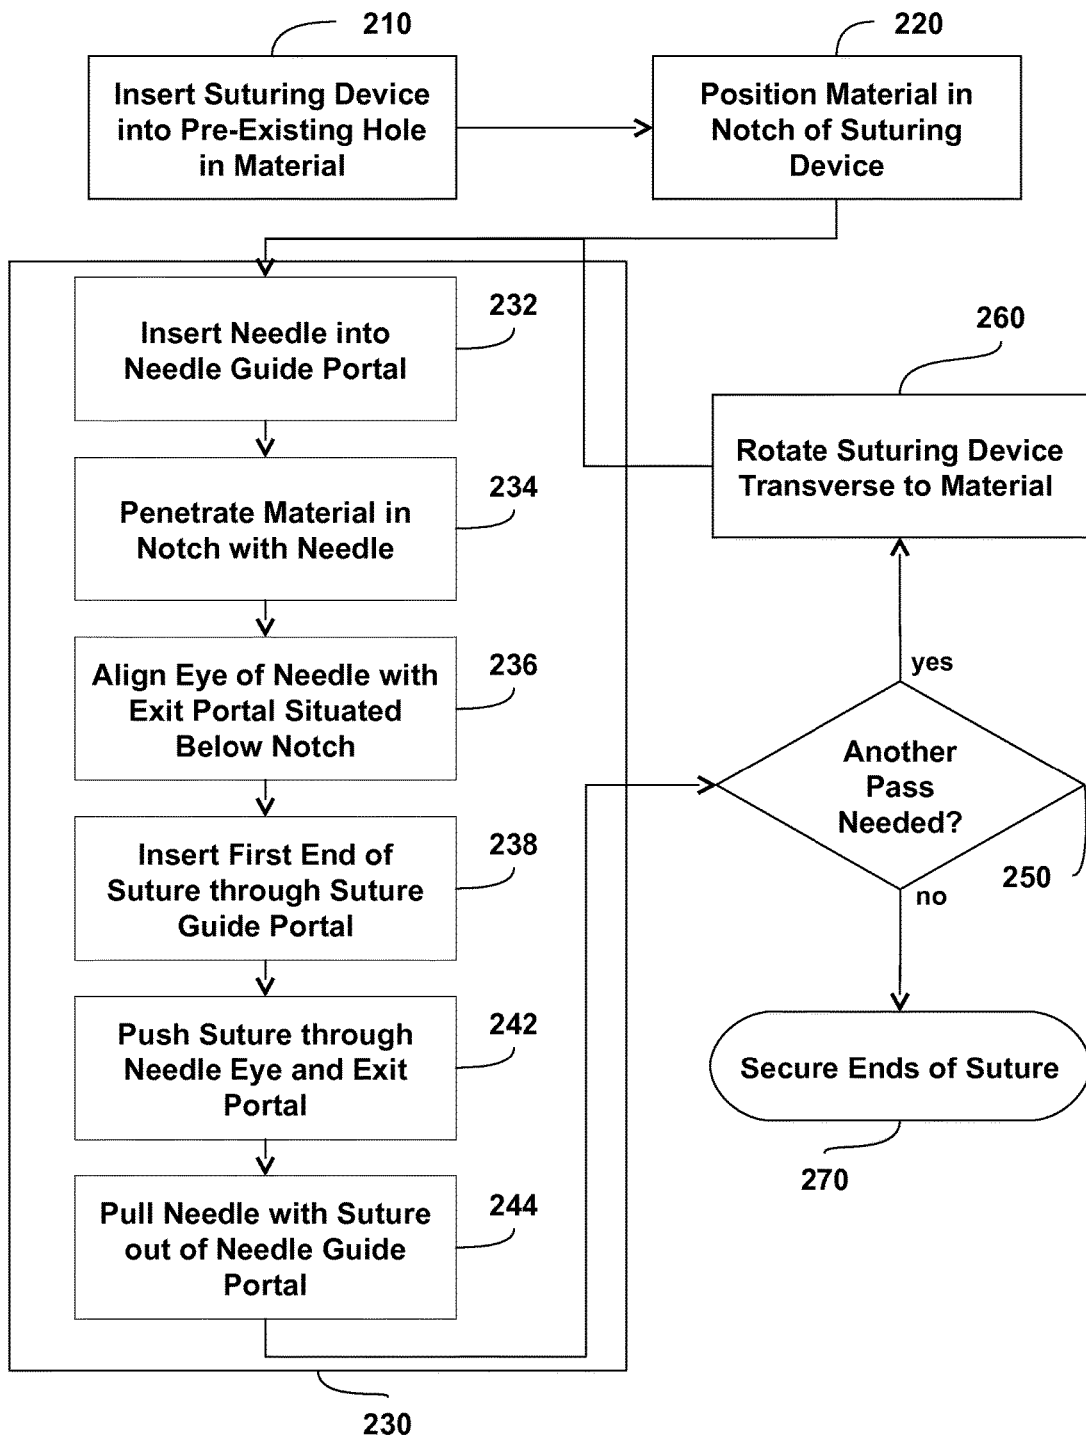 210
Insert Suturing Device
into Pre-Existing Hole
in Material
220
Position Material in
Notch of Suturing
Device
232
Insert Needle into
Needle Guide Portal
234
Penetrate Material in
Notch with Needle
236
Align Eye of Needle with
Exit Portal Situated
Below Notch
238
Insert First End of
Suture through Suture
Guide Portal
242
Push Suture through
Needle Eye and Exit
Portal
244
Pull Needle with Suture
out of Needle Guide
Portal
230
260
Rotate Suturing Device
Transverse to Material
yes
Another
Pass
Needed?
250
no
Secure Ends of Suture
270